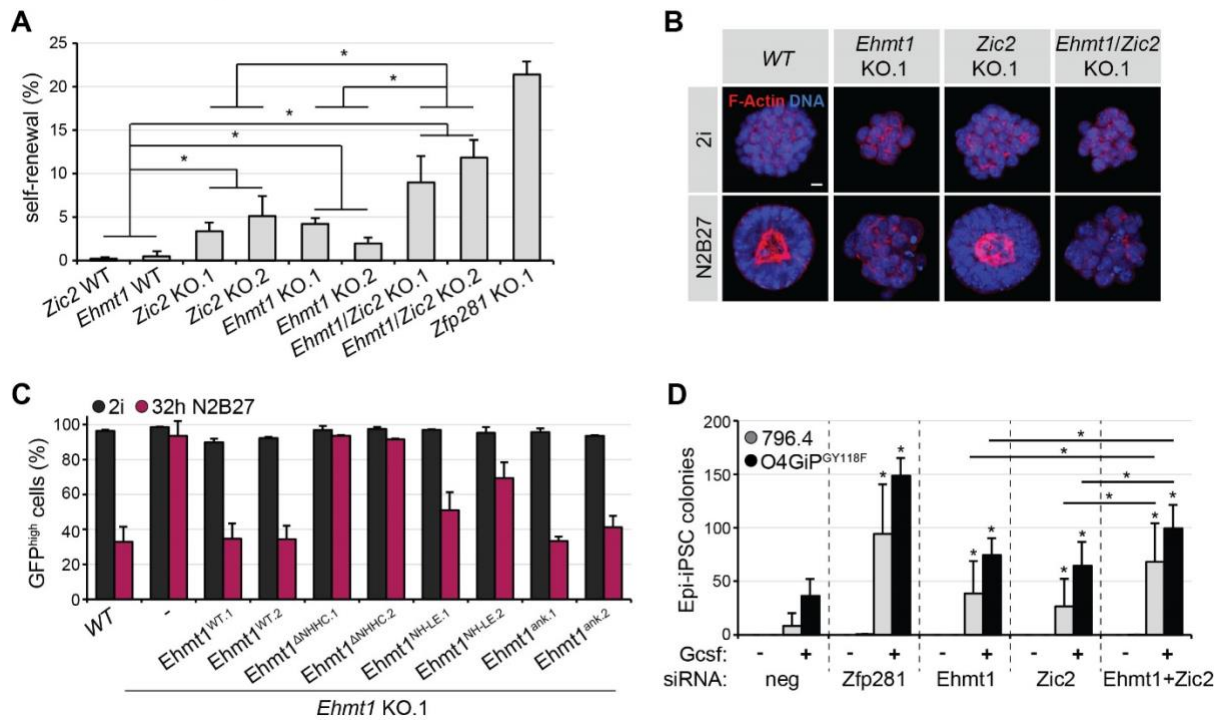 A
self-renewal (%)
25
20
15
10
5
0
*
*
*
*
*
Zic2 WT
Ehmt1 WT
Zic2 KO.1
Zic2 KO.2
Ehmt1 KO.1
Ehmt1 KO.2
Ehmt1/Zic2 KO.1
Ehmt1/Zic2 KO.2
Zfp281 KO.1
B
WT
Ehmt1 KO.1
Zic2 KO.1
Ehmt1/Zic2 KO.1
F-Actin DNA
2i
N2B27
C
2i 32h N2B27
GFPhigh cells (%)
100
80
60
40
20
0
WT
-
Ehmt1WT.1
Ehmt1WT.2
Ehmt1ΔNHHC.1
Ehmt1ΔNHHC.2
Ehmt1NH-LE.1
Ehmt1NH-LE.2
Ehmt1ank.1
Ehmt1ank.2
Ehmt1 KO.1
D
Epi-iPSC colonies
200
150
100
50
0
796.4
O4GiPGY118F
* * * * * * * *
* * * *
Gcsf: - + - + - + - + - +
siRNA: neg Zfp281 Ehmt1 Zic2 Ehmt1+Zic2